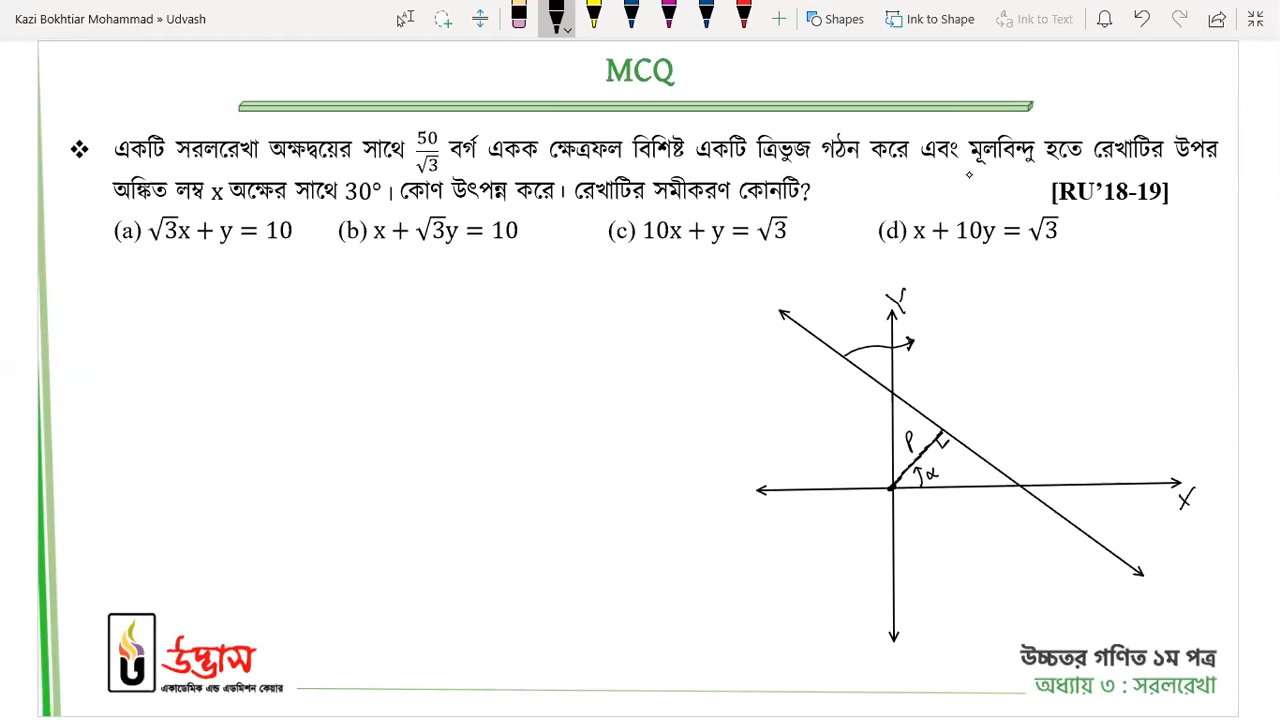 Kazi Bokhtiar Mohammad » Udvash
Shapes
Ink to Shape
Ink to Text
MCQ
❖ একটি সরলরেখা অক্ষদ্বয়ের সাথে 50/√3 বর্গ একক ক্ষেত্রফল বিশিষ্ট একটি ত্রিভুজ গঠন করে এবং মূলবিন্দু হতে রেখাটির উপর
অঙ্কিত লম্ব x অক্ষের সাথে 30°। কোণ উৎপন্ন করে। রেখাটির সমীকরণ কোনটি? [RU’18-19]
(a) √3x + y = 10 (b) x + √3y = 10 (c) 10x + y = √3 (d) x + 10y = √3
Y
P
α
X
উদ্ভাস
একাডেমিক এন্ড এডমিশন কেয়ার
উচ্চতর গণিত ১ম পত্র
অধ্যায় ৩ : সরলরেখা